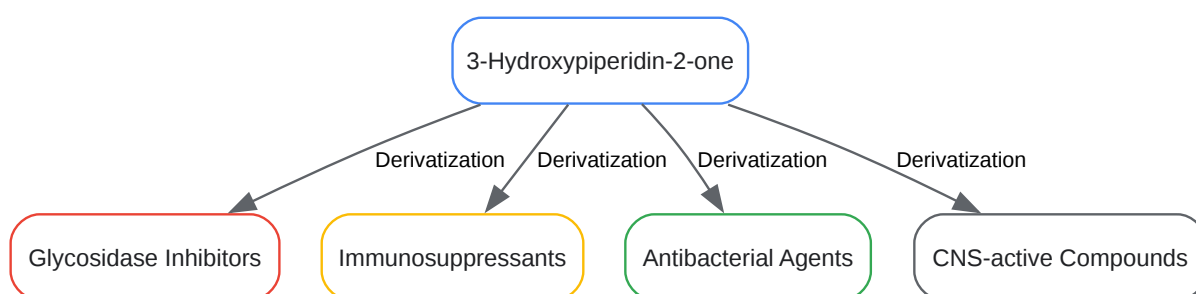 3-Hydroxypiperidin-2-one
Derivatization
Derivatization
Derivatization
Derivatization
Glycosidase Inhibitors
Immunosuppressants
Antibacterial Agents
CNS-active Compounds